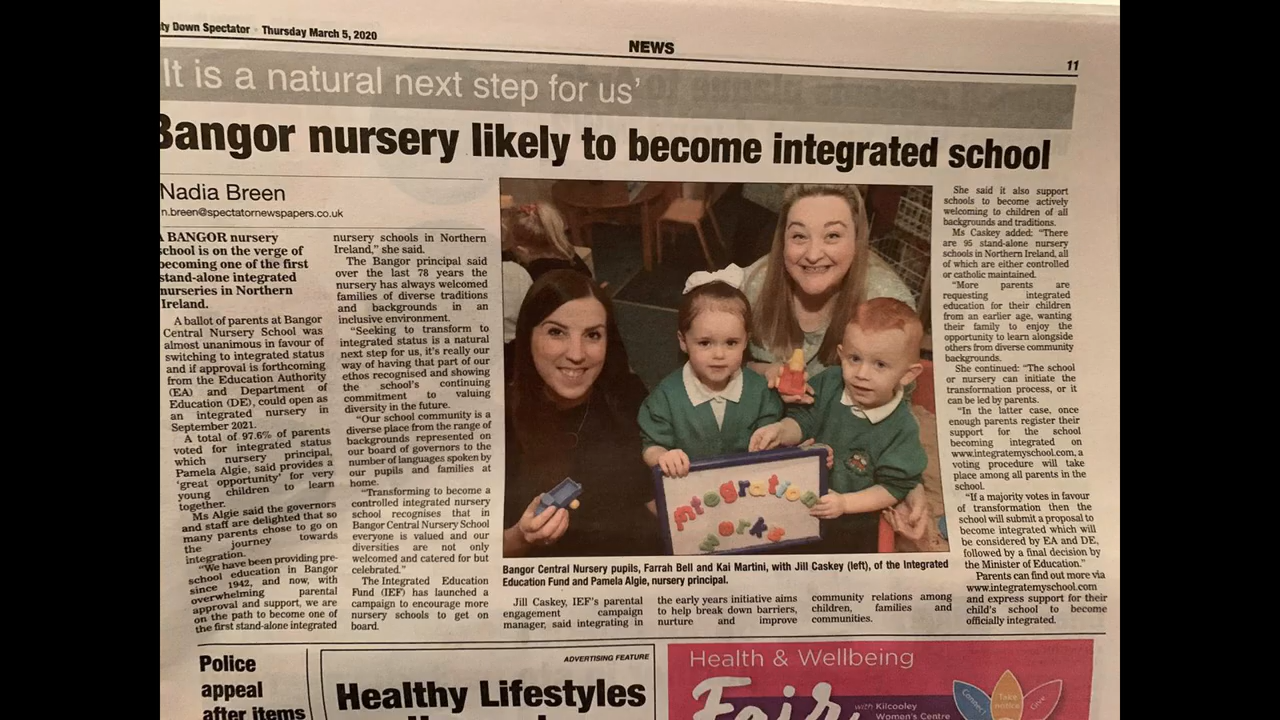 ty Down Spectator - Thursday March 5, 2020
NEWS
11
It is a natural next step for us'
Bangor nursery likely to become integrated school
Nadia Breen
n.breen@spectatornewspapers.co.uk
A BANGOR nursery
school is on the verge of
becoming one of the first
stand-alone integrated
nurseries in Northern
Ireland.
A ballot of parents at Bangor
Central Nursery School was
almost unanimous in favour of
switching to integrated status
and if approval is forthcoming
from the Education Authority
(EA) and Department of
Education (DE), could open as
an integrated nursery in
September 2021.
A total of 97.6% of parents
voted for integrated status
which nursery principal,
Pamela Algie, said provides a
'great opportunity' for very
young children to learn
together.
Ms Algie said the governors
and staff are delighted that so
many parents chose to go on
the journey towards
integration.
"We have been providing pre-
school education in Bangor
since 1942, and now, with
overwhelming parental
approval and support, we are
on the path to become one of
the first stand-alone integrated
nursery schools in Northern
Ireland," she said.
The Bangor principal said
over the last 78 years the
nursery has always welcomed
families of diverse traditions
and backgrounds in an
inclusive environment.
"Seeking to transform to
integrated status is a natural
next step for us, it's really our
way of having that part of our
ethos recognised and showing
the school's continuing
commitment to valuing
diversity in the future.
"Our school community is a
diverse place from the range of
backgrounds represented on
our board of governors to the
number of languages spoken by
our pupils and families at
home.
"Transforming to become a
controlled integrated nursery
school recognises that in
Bangor Central Nursery School
everyone is valued and our
diversities are not only
welcomed and catered for but
celebrated."
The Integrated Education
Fund (IEF) has launched a
campaign to encourage more
nursery schools to get on
board.
integration
works
Bangor Central Nursery pupils, Farrah Bell and Kai Martini, with Jill Caskey (left), of the Integrated
Education Fund and Pamela Algie, nursery principal.
Jill Caskey, IEF's parental
engagement campaign
manager, said integrating in
the early years initiative aims
to help break down barriers,
nurture and improve
community relations among
children, families and
communities.
She said it also support
schools to become actively
welcoming to children of all
backgrounds and traditions.
Ms Caskey added: "There
are 95 stand-alone nursery
schools in Northern Ireland, all
of which are either controlled
or catholic maintained.
"More parents are
requesting integrated
education for their children
from an earlier age, wanting
their family to enjoy the
opportunity to learn alongside
others from diverse community
backgrounds.
She continued: "The school
or nursery can initiate the
transformation process, or it
can be led by parents.
"In the latter case, once
enough parents register their
support for the school
becoming integrated on
www.integratemyschool.com, a
voting procedure will take
place among all parents in the
school.
"If a majority votes in favour
of transformation then the
school will submit a proposal to
become integrated which will
be considered by EA and DE,
followed by a final decision by
the Minister of Education."
Parents can find out more via
www.integratemyschool.com
and express support for their
child's school to become
officially integrated.
Police
appeal
after items
ADVERTISING FEATURE
Healthy Lifestyles
Health & Wellbeing
Fair
with Kilcooley
Women's Centre
Connect
Take
notice
Give